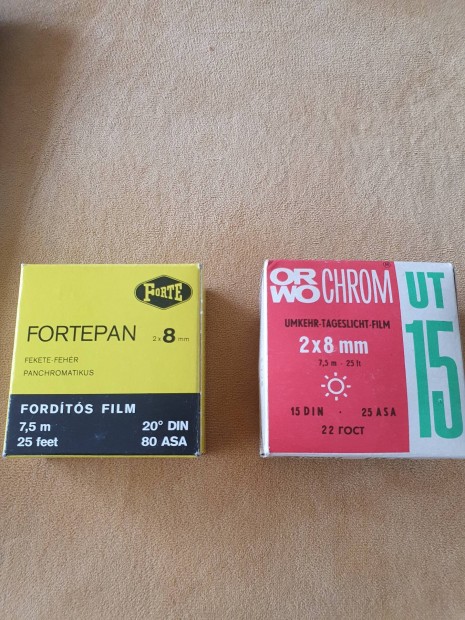 FORTE
FORTEPAN 2x8 mm
FEKETE-FEHÉR
PANCHROMATIKUS
FORDÍTÓS FILM
7,5 m 20° DIN
25 feet 80 ASA
ORWO CHROM
UMKEHR-TAGESLICHT-FILM
2x8 mm
7,5 m - 25 ft
15 DIN · 25 ASA
22 ГОСТ
UT
15